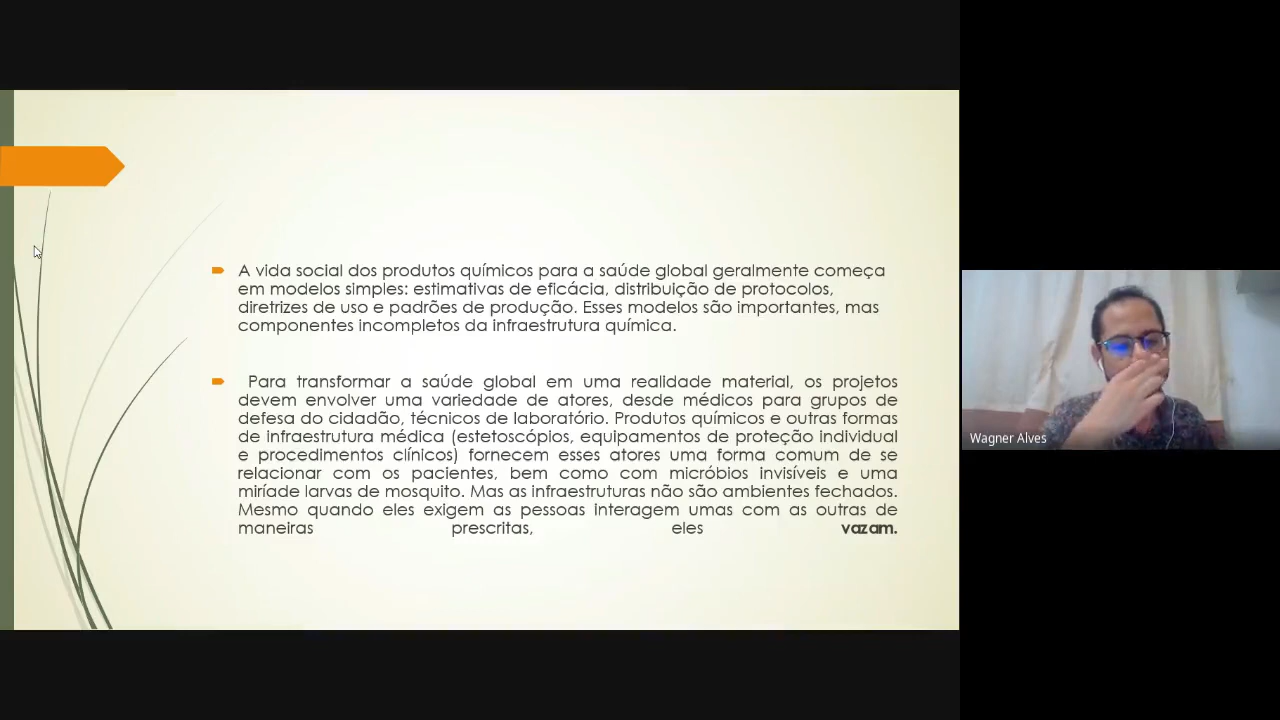 A vida social dos produtos químicos para a saúde global geralmente começa
em modelos simples: estimativas de eficácia, distribuição de protocolos,
diretrizes de uso e padrões de produção. Esses modelos são importantes, mas
componentes incompletos da infraestrutura química.
Para transformar a saúde global em uma realidade material, os projetos
devem envolver uma variedade de atores, desde médicos para grupos de
defesa do cidadão, técnicos de laboratório. Produtos químicos e outras formas
de infraestrutura médica (estetoscópios, equipamentos de proteção individual
e procedimentos clínicos) fornecem esses atores uma forma comum de se
relacionar com os pacientes, bem como com micróbios invisíveis e uma
miríade larvas de mosquito. Mas as infraestruturas não são ambientes fechados.
Mesmo quando eles exigem as pessoas interagem umas com as outras de
maneiras prescritas, eles vazam.
Wagner Alves